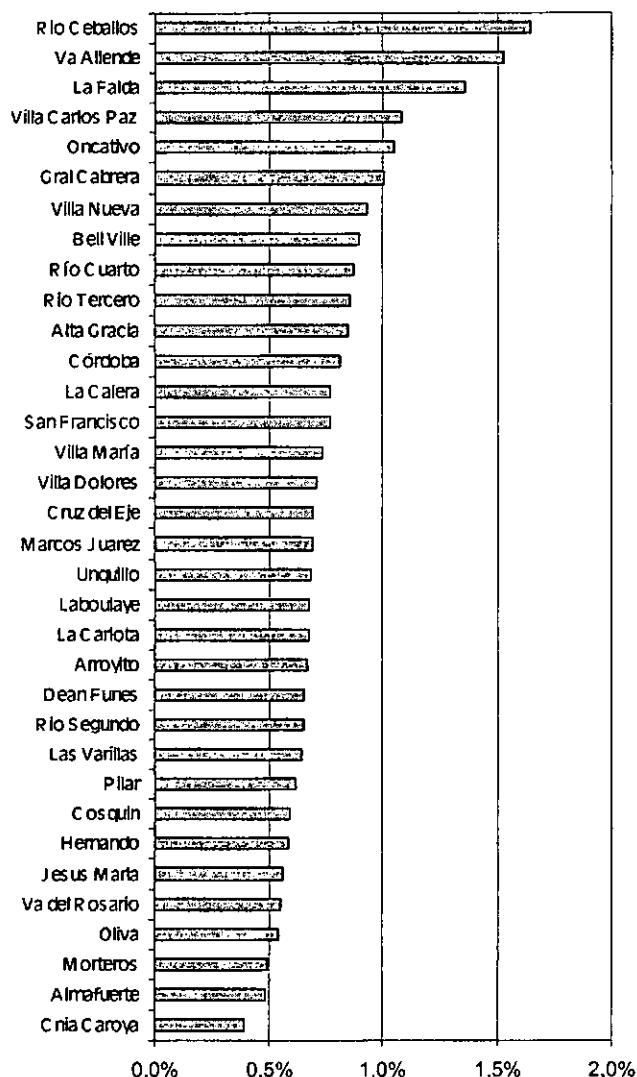 Río Ceballos
Va Allende
La Falda
Villa Carlos Paz
Oncativo
Gral Cabrera
Villa Nueva
Bell Ville
Río Cuarto
Río Tercero
Alta Gracia
Córdoba
La Calera
San Francisco
Villa María
Villa Dolores
Cruz del Eje
Marcos Juarez
Unquillo
Laboulaye
La Carlota
Arroyito
Dean Funes
Río Segundo
Las Varillas
Pilar
Cosquín
Hernando
Jesus María
Va del Rosario
Oliva
Morteros
Almafuerte
Cnia Caroya
0.0% 0.5% 1.0% 1.5% 2.0%